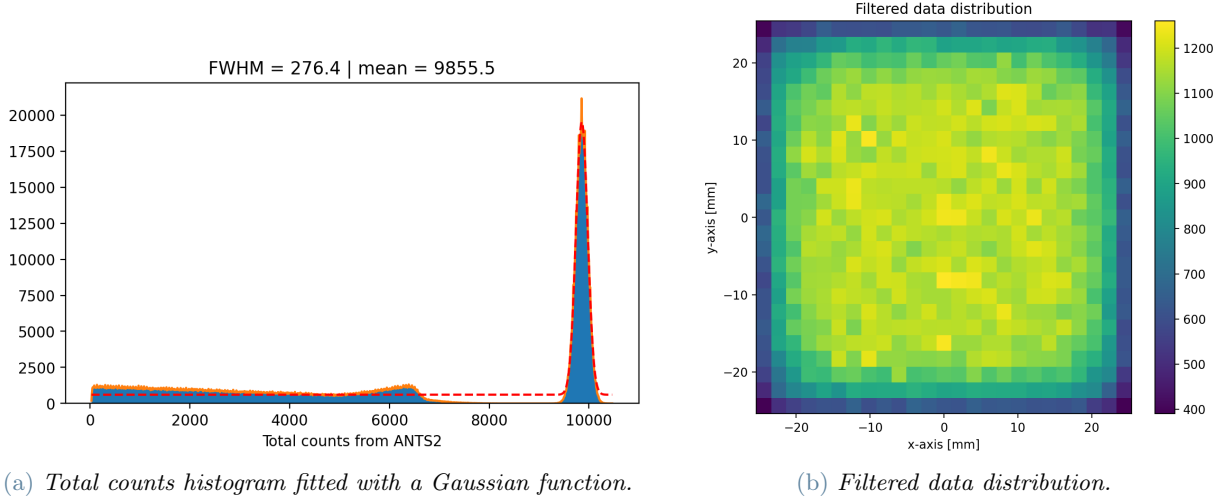 FWHM = 276.4 | mean = 9855.5
20000
17500
15000
12500
10000
7500
5000
2500
0
0 2000 4000 6000 8000 10000
Total counts from ANTS2
(a) Total counts histogram fitted with a Gaussian function.
Filtered data distribution
y-axis [mm]
20
10
0
−10
−20
−20 −10 0 10 20
x-axis [mm]
1200
1100
1000
900
800
700
600
500
400
(b) Filtered data distribution.